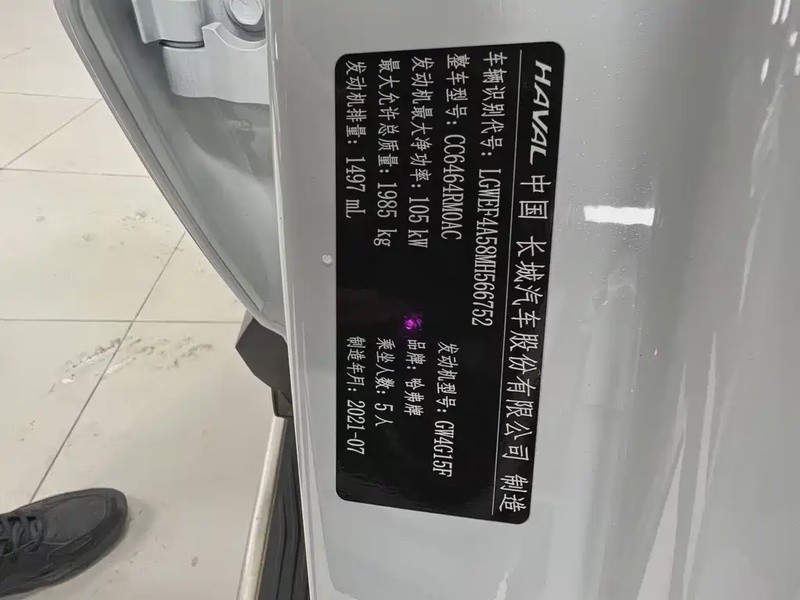 HAVAL 中国 长城汽车股份有限公司 制造
车辆识别代号：LGWEF4A58MH566752
整车型号：CC6464RM0AC 发动机型号：GW4G15F
发动机最大净功率：105 kW 品牌：哈弗牌
最大允许总质量：1985 kg 乘坐人数：5人
发动机排量：1497 mL 制造年月：2021-07